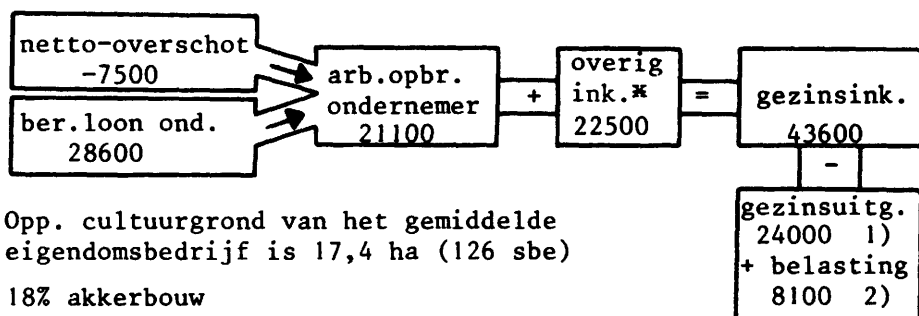 netto-overschot
-7500
ber.loon ond.
28600
arb.opbr.
ondernemer
21100
+
overig
ink.*
22500
=
gezinsink.
43600
-
gezinsuitg.
24000 1)
+ belasting
8100 2)
Opp. cultuurgrond van het gemiddelde
eigendomsbedrijf is 17,4 ha (126 sbe)
18% akkerbouw